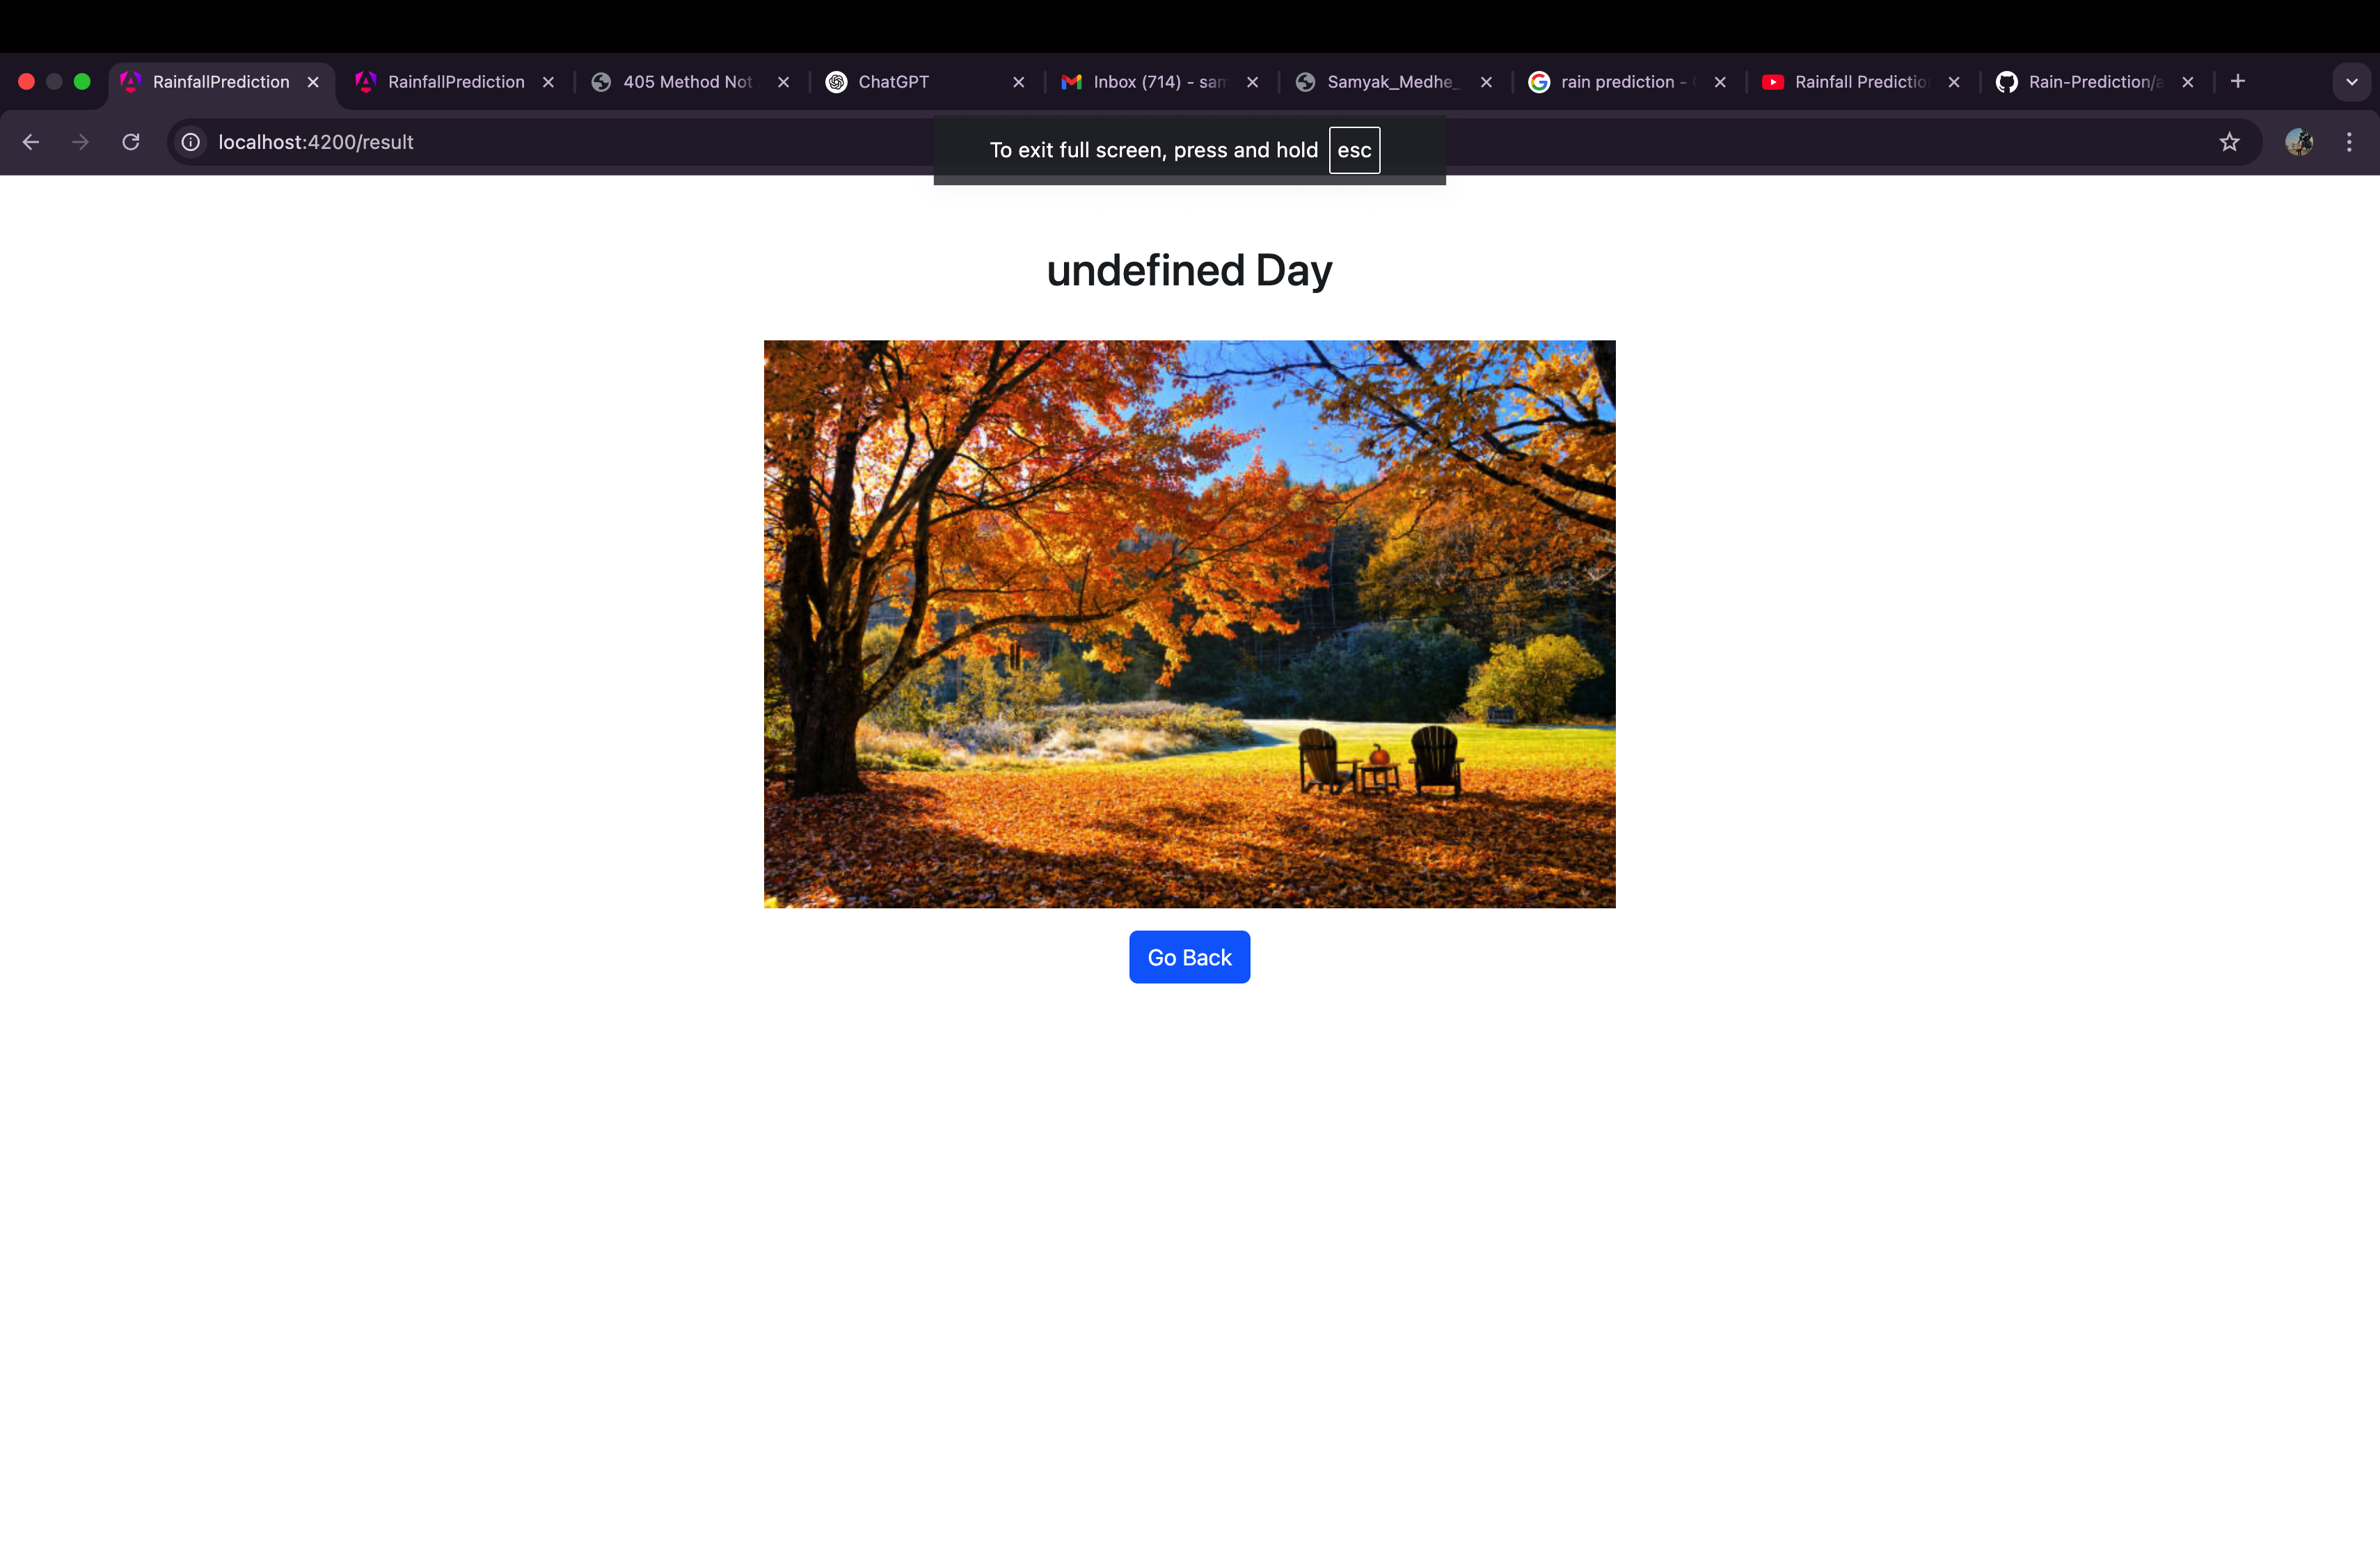 RainfallPrediction
RainfallPrediction
405 Method Not
ChatGPT
Inbox (714) - sam
Samyak_Medhe_
Rain prediction -
Rainfall Predictio
Rain-Prediction/a
localhost:4200/result
To exit full screen, press and hold esc
undefined Day
Go Back